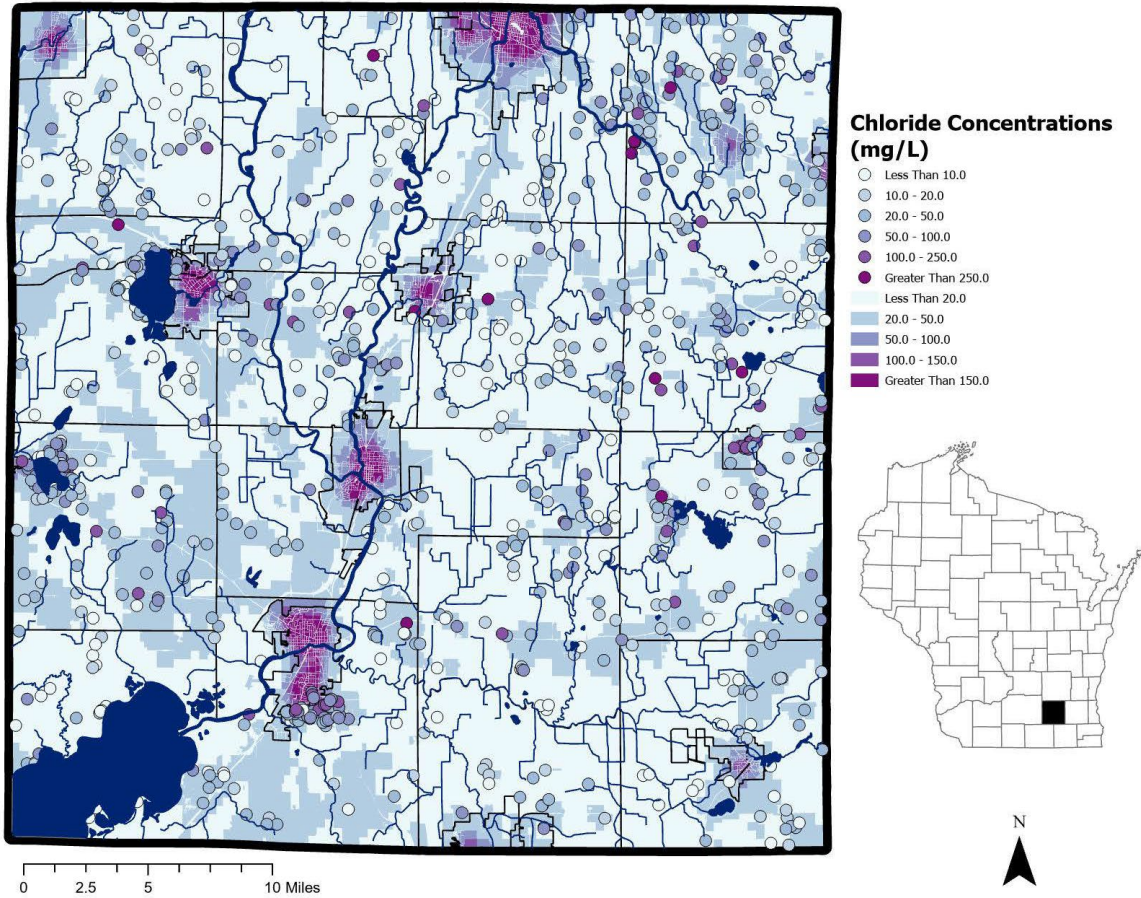 Chloride Concentrations
(mg/L)
Less Than 10.0
10.0 - 20.0
20.0 - 50.0
50.0 - 100.0
100.0 - 250.0
Greater Than 250.0
Less Than 20.0
20.0 - 50.0
50.0 - 100.0
100.0 - 150.0
Greater Than 150.0
N
0 2.5 5 10 Miles